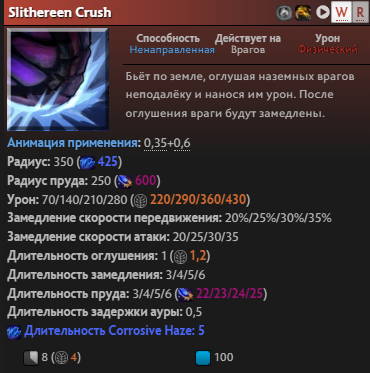 Slithereen Crush W R
Способность Действует на Урон
Ненаправленная Врагов Физический
Бьёт по земле, оглушая наземных врагов
неподалёку и нанося им урон. После
оглушения враги будут замедлены.
Анимация применения: 0,35+0,6
Радиус: 350 (425)
Радиус пруда: 250 (600)
Урон: 70/140/210/280 (220/290/360/430)
Замедление скорости передвижения: 20%/25%/30%/35%
Замедление скорости атаки: 20/25/30/35
Длительность оглушения: 1 (1,2)
Длительность замедления: 3/4/5/6
Длительность пруда: 3/4/5/6 (22/23/24/25)
Длительность задержки ауры: 0,5
Длительность Corrosive Haze: 5
8 (4) 100